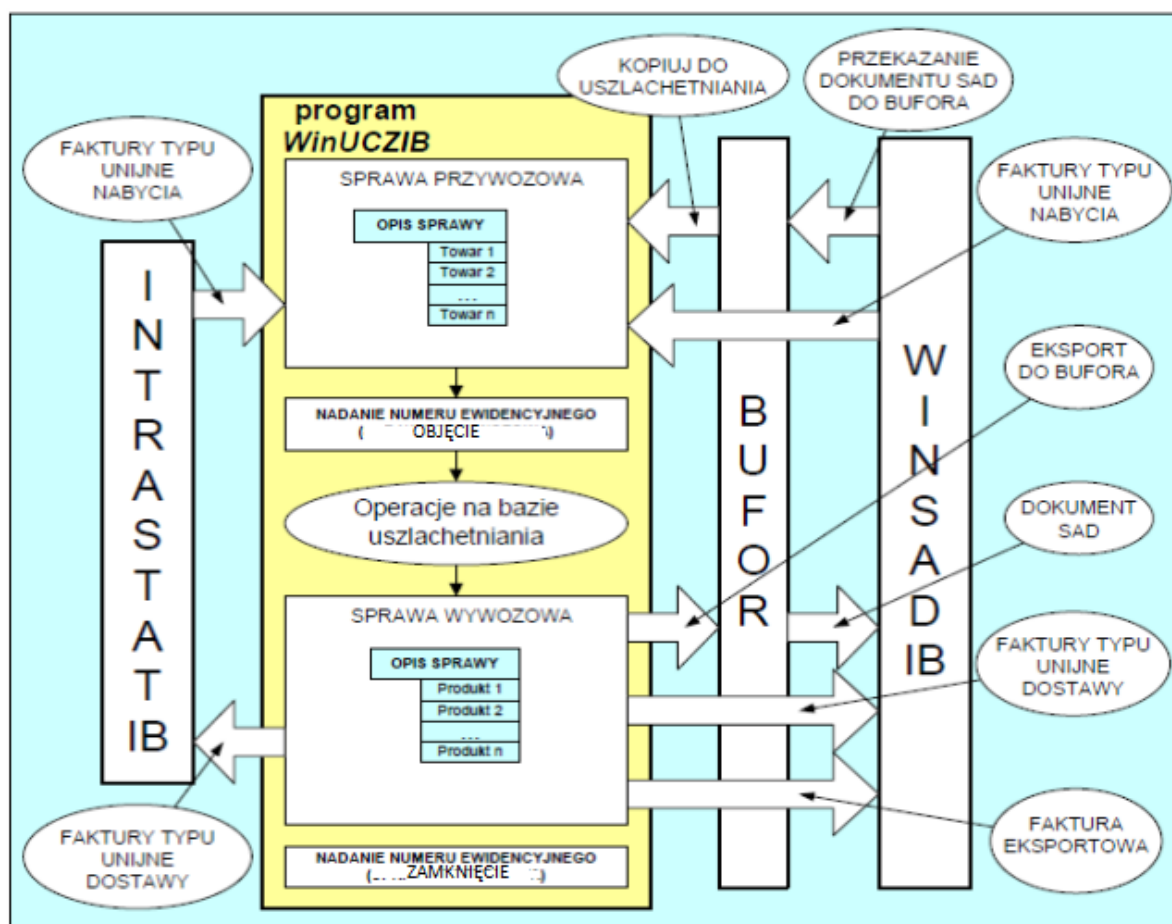 KOPIUJ DO
USZLACHETNIANIA
PRZEKAZANIE
DOKUMENTU SAD
DO BUFORA
program
WinUCZIB
FAKTURY TYPU
UNIJNE
NABYCIA
SPRAWA PRZYWOZOWA
OPIS SPRAWY
Towar 1
Towar 2
...
Towar n
FAKTURY TYPU
UNIJNE
NABYCIA
INTRASTAT
IB
BUFOR
WINSAD
IB
EKSPORT
DO BUFORA
NADANIE NUMERU EWIDENCYJNEGO
( OBJĘCIE )
Operacje na bazie
uszlachetniania
DOKUMENT
SAD
SPRAWA WYWOZOWA
OPIS SPRAWY
Produkt 1
Produkt 2
...
Produkt n
FAKTURY TYPU
UNIJNE
DOSTAWY
FAKTURY TYPU
UNIJNE
DOSTAWY
FAKTURA
EKSPORTOWA
NADANIE NUMERU EWIDENCYJNEGO
( ZAMKNIĘCIE )